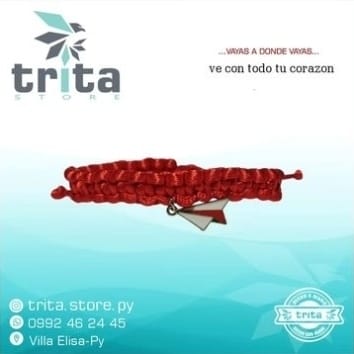 trita
STORE
...VAYAS A DONDE VAYAS...
ve con todo tu corazon
trita.store.py
0992 46 24 45
Villa Elisa-Py
trita